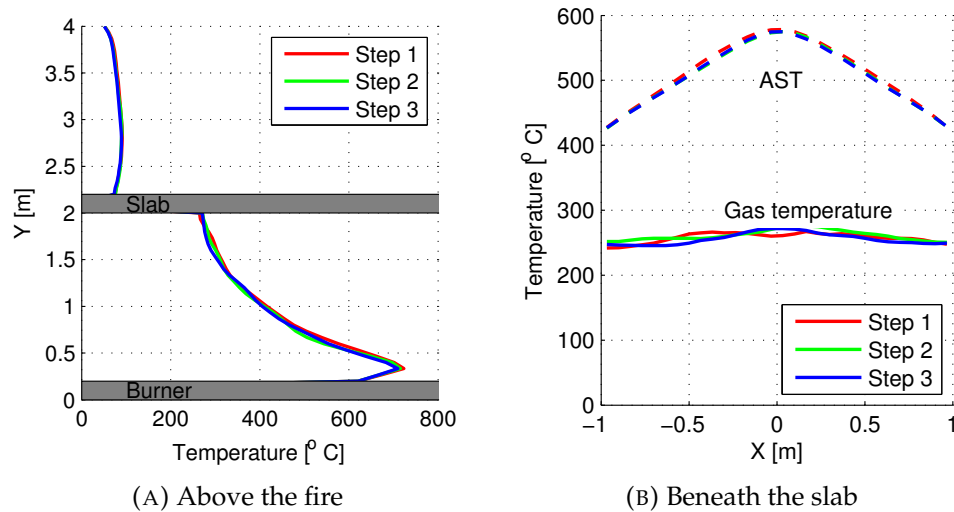 4
3.5
3
2.5
2
1.5
1
0.5
0
Y [m]
Step 1
Step 2
Step 3
Slab
Burner
0 200 400 600 800
Temperature [° C]
(A) Above the fire
600
500
400
300
200
100
0
Temperature [° C]
AST
Gas temperature
Step 1
Step 2
Step 3
−1 −0.5 0 0.5 1
X [m]
(B) Beneath the slab